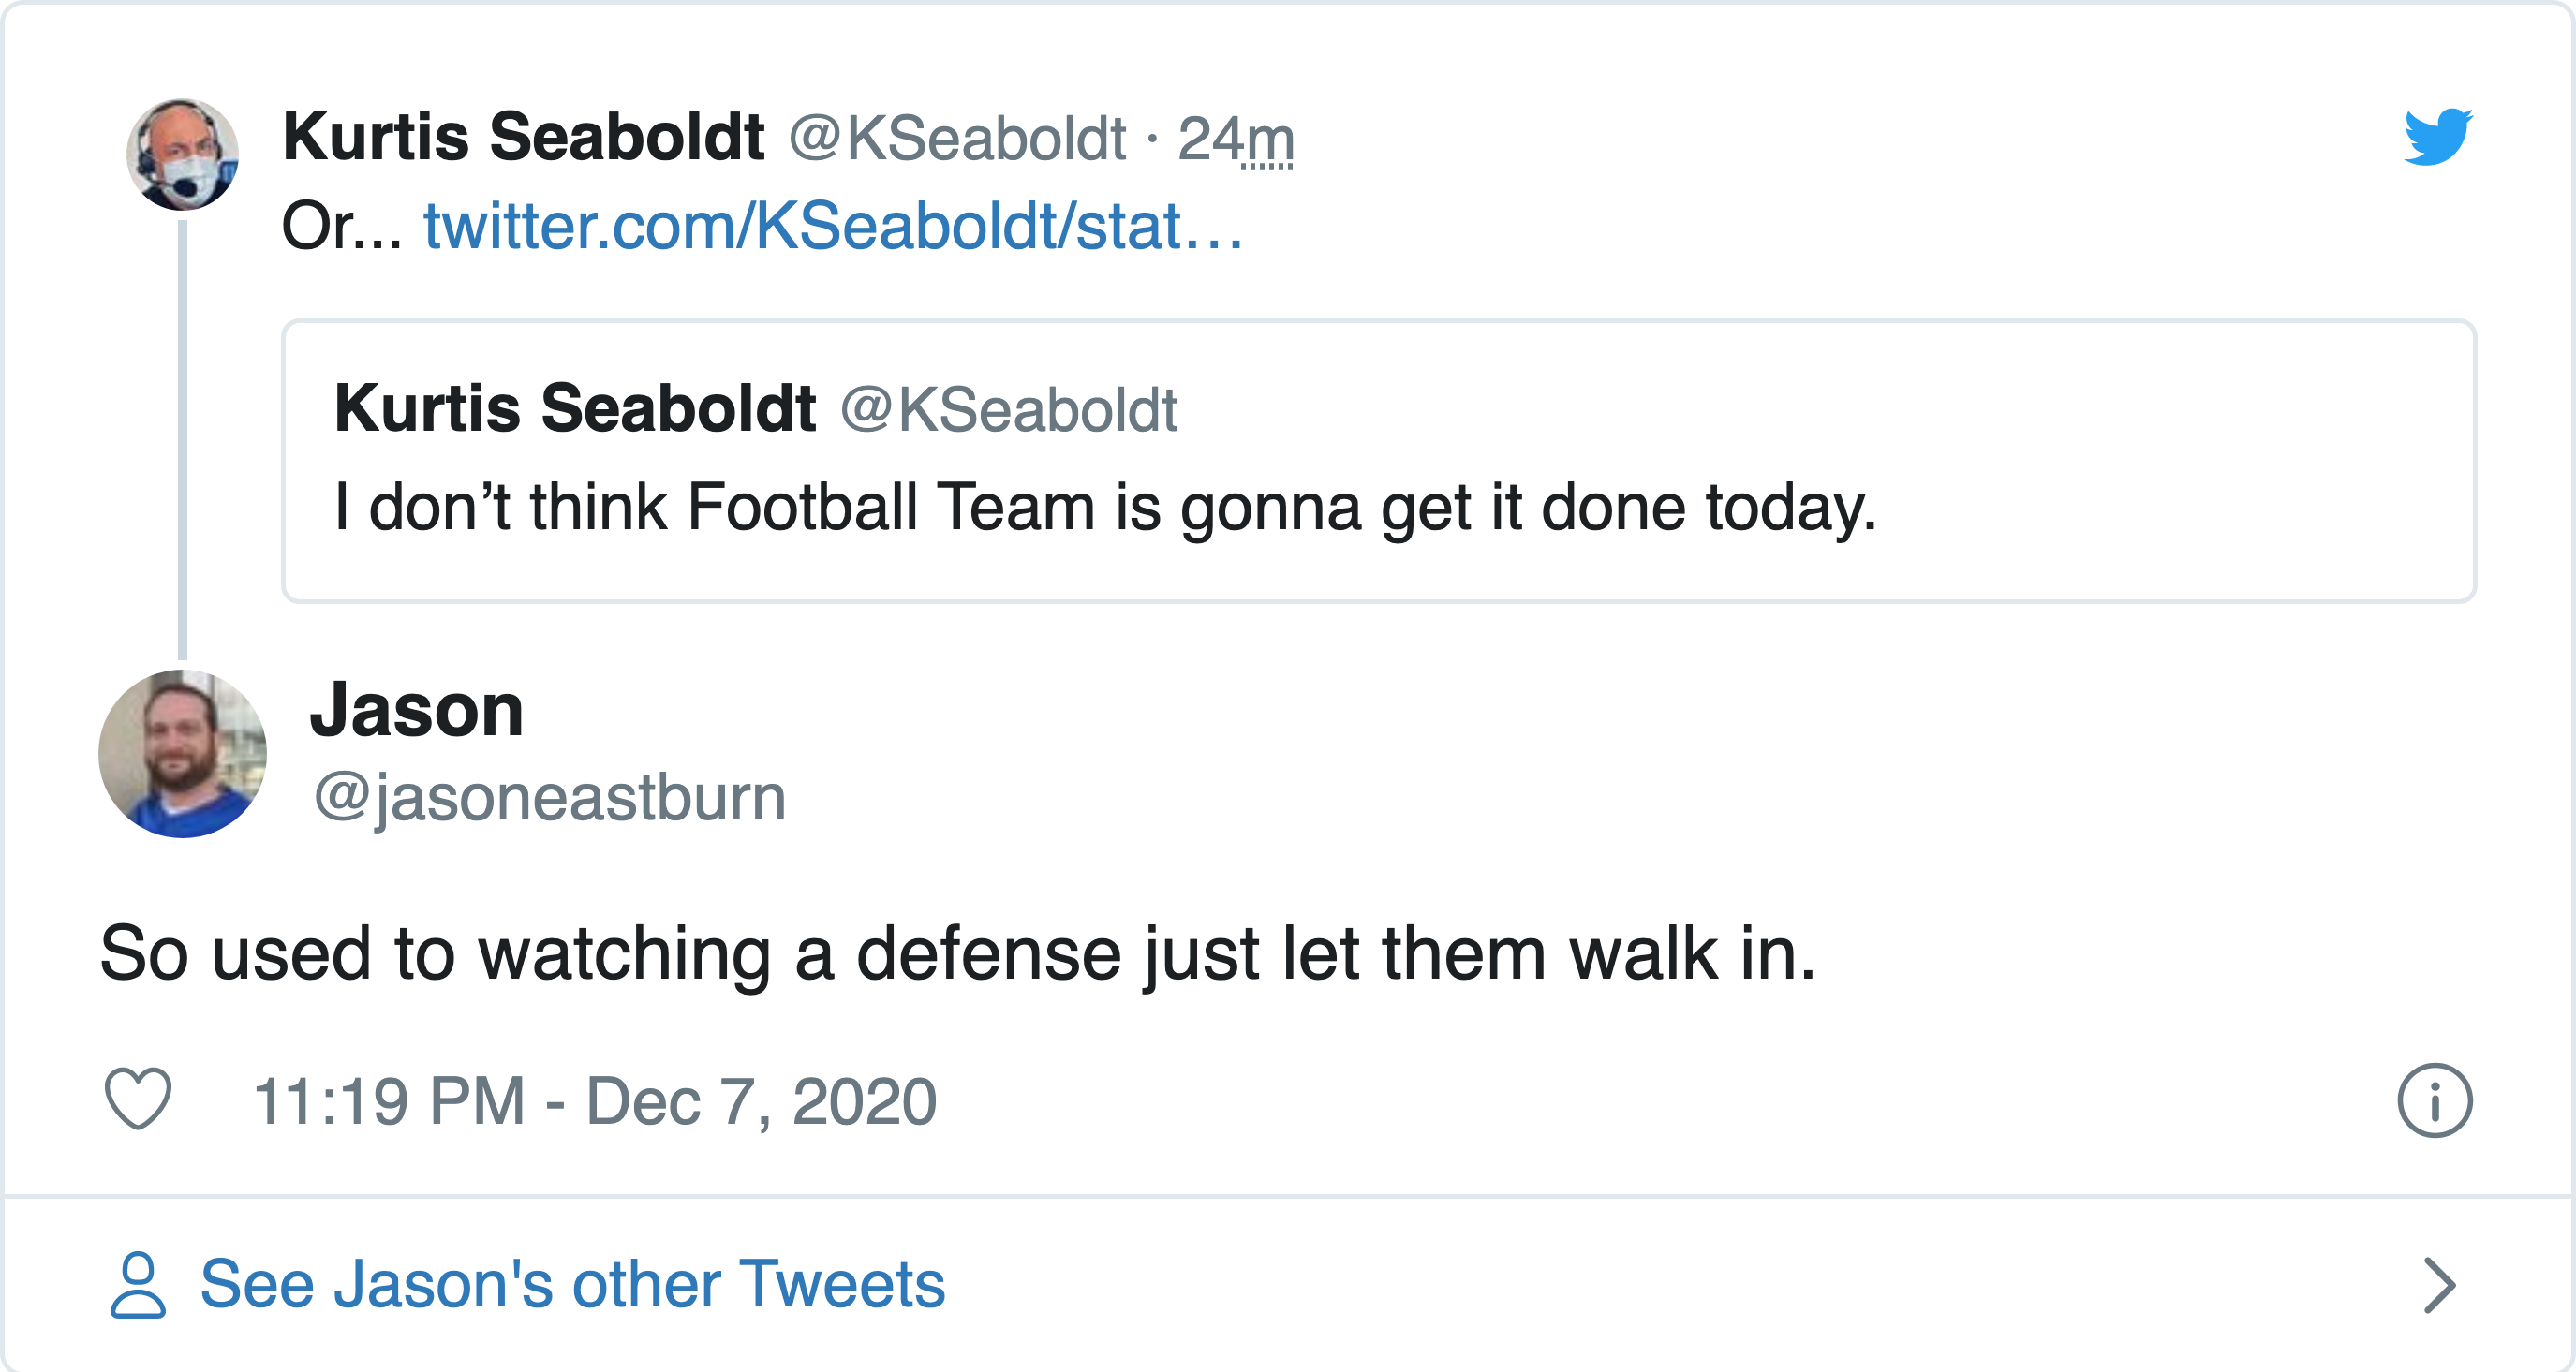 Kurtis Seaboldt @KSeaboldt · 24m
Or... twitter.com/KSeaboldt/stat…
Kurtis Seaboldt @KSeaboldt
I don’t think Football Team is gonna get it done today.
Jason
@jasoneastburn
So used to watching a defense just let them walk in.
11:19 PM - Dec 7, 2020
See Jason's other Tweets